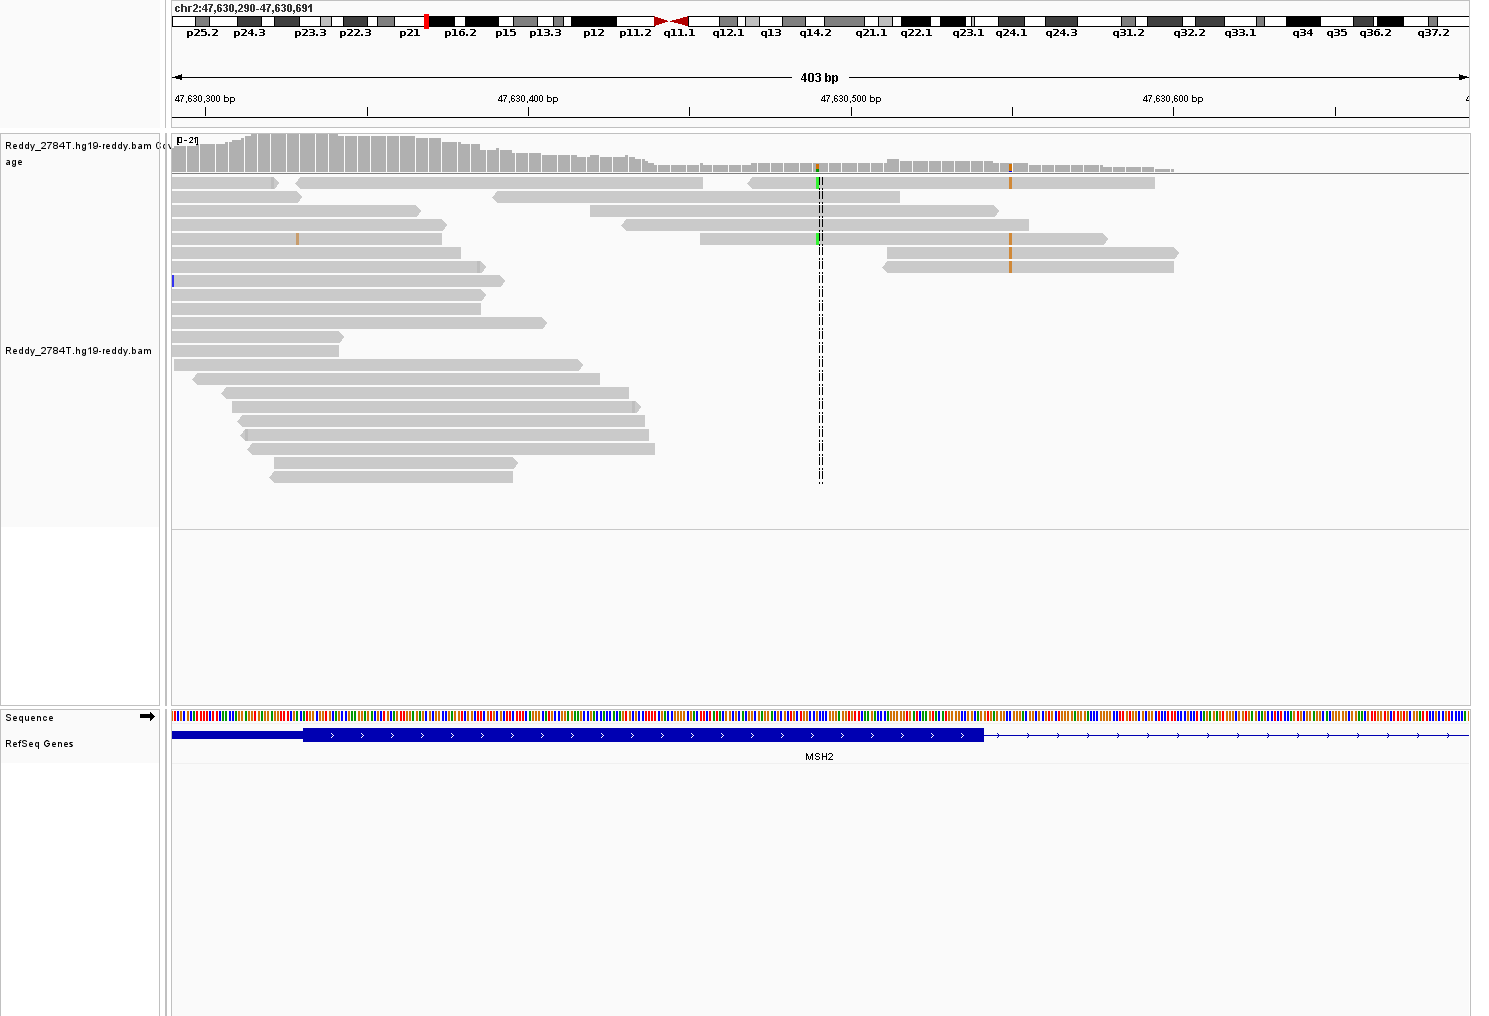 chr2:47,630,290-47,630,691
p25.2 p24.3 p23.3 p22.3 p21 p16.2 p15 p13.3 p12 p11.2 q11.1 q12.1 q13 q14.2 q21.1 q22.1 q23.1 q24.1 q24.3 q31.2 q32.2 q33.1 q34 q35 q36.2 q37.2
403 bp
47,630,300 bp 47,630,400 bp 47,630,500 bp 47,630,600 bp
[0-21]
Reddy_2784T.hg19-reddy.bam Cov
age
Reddy_2784T.hg19-reddy.bam
Sequence
RefSeq Genes
MSH2